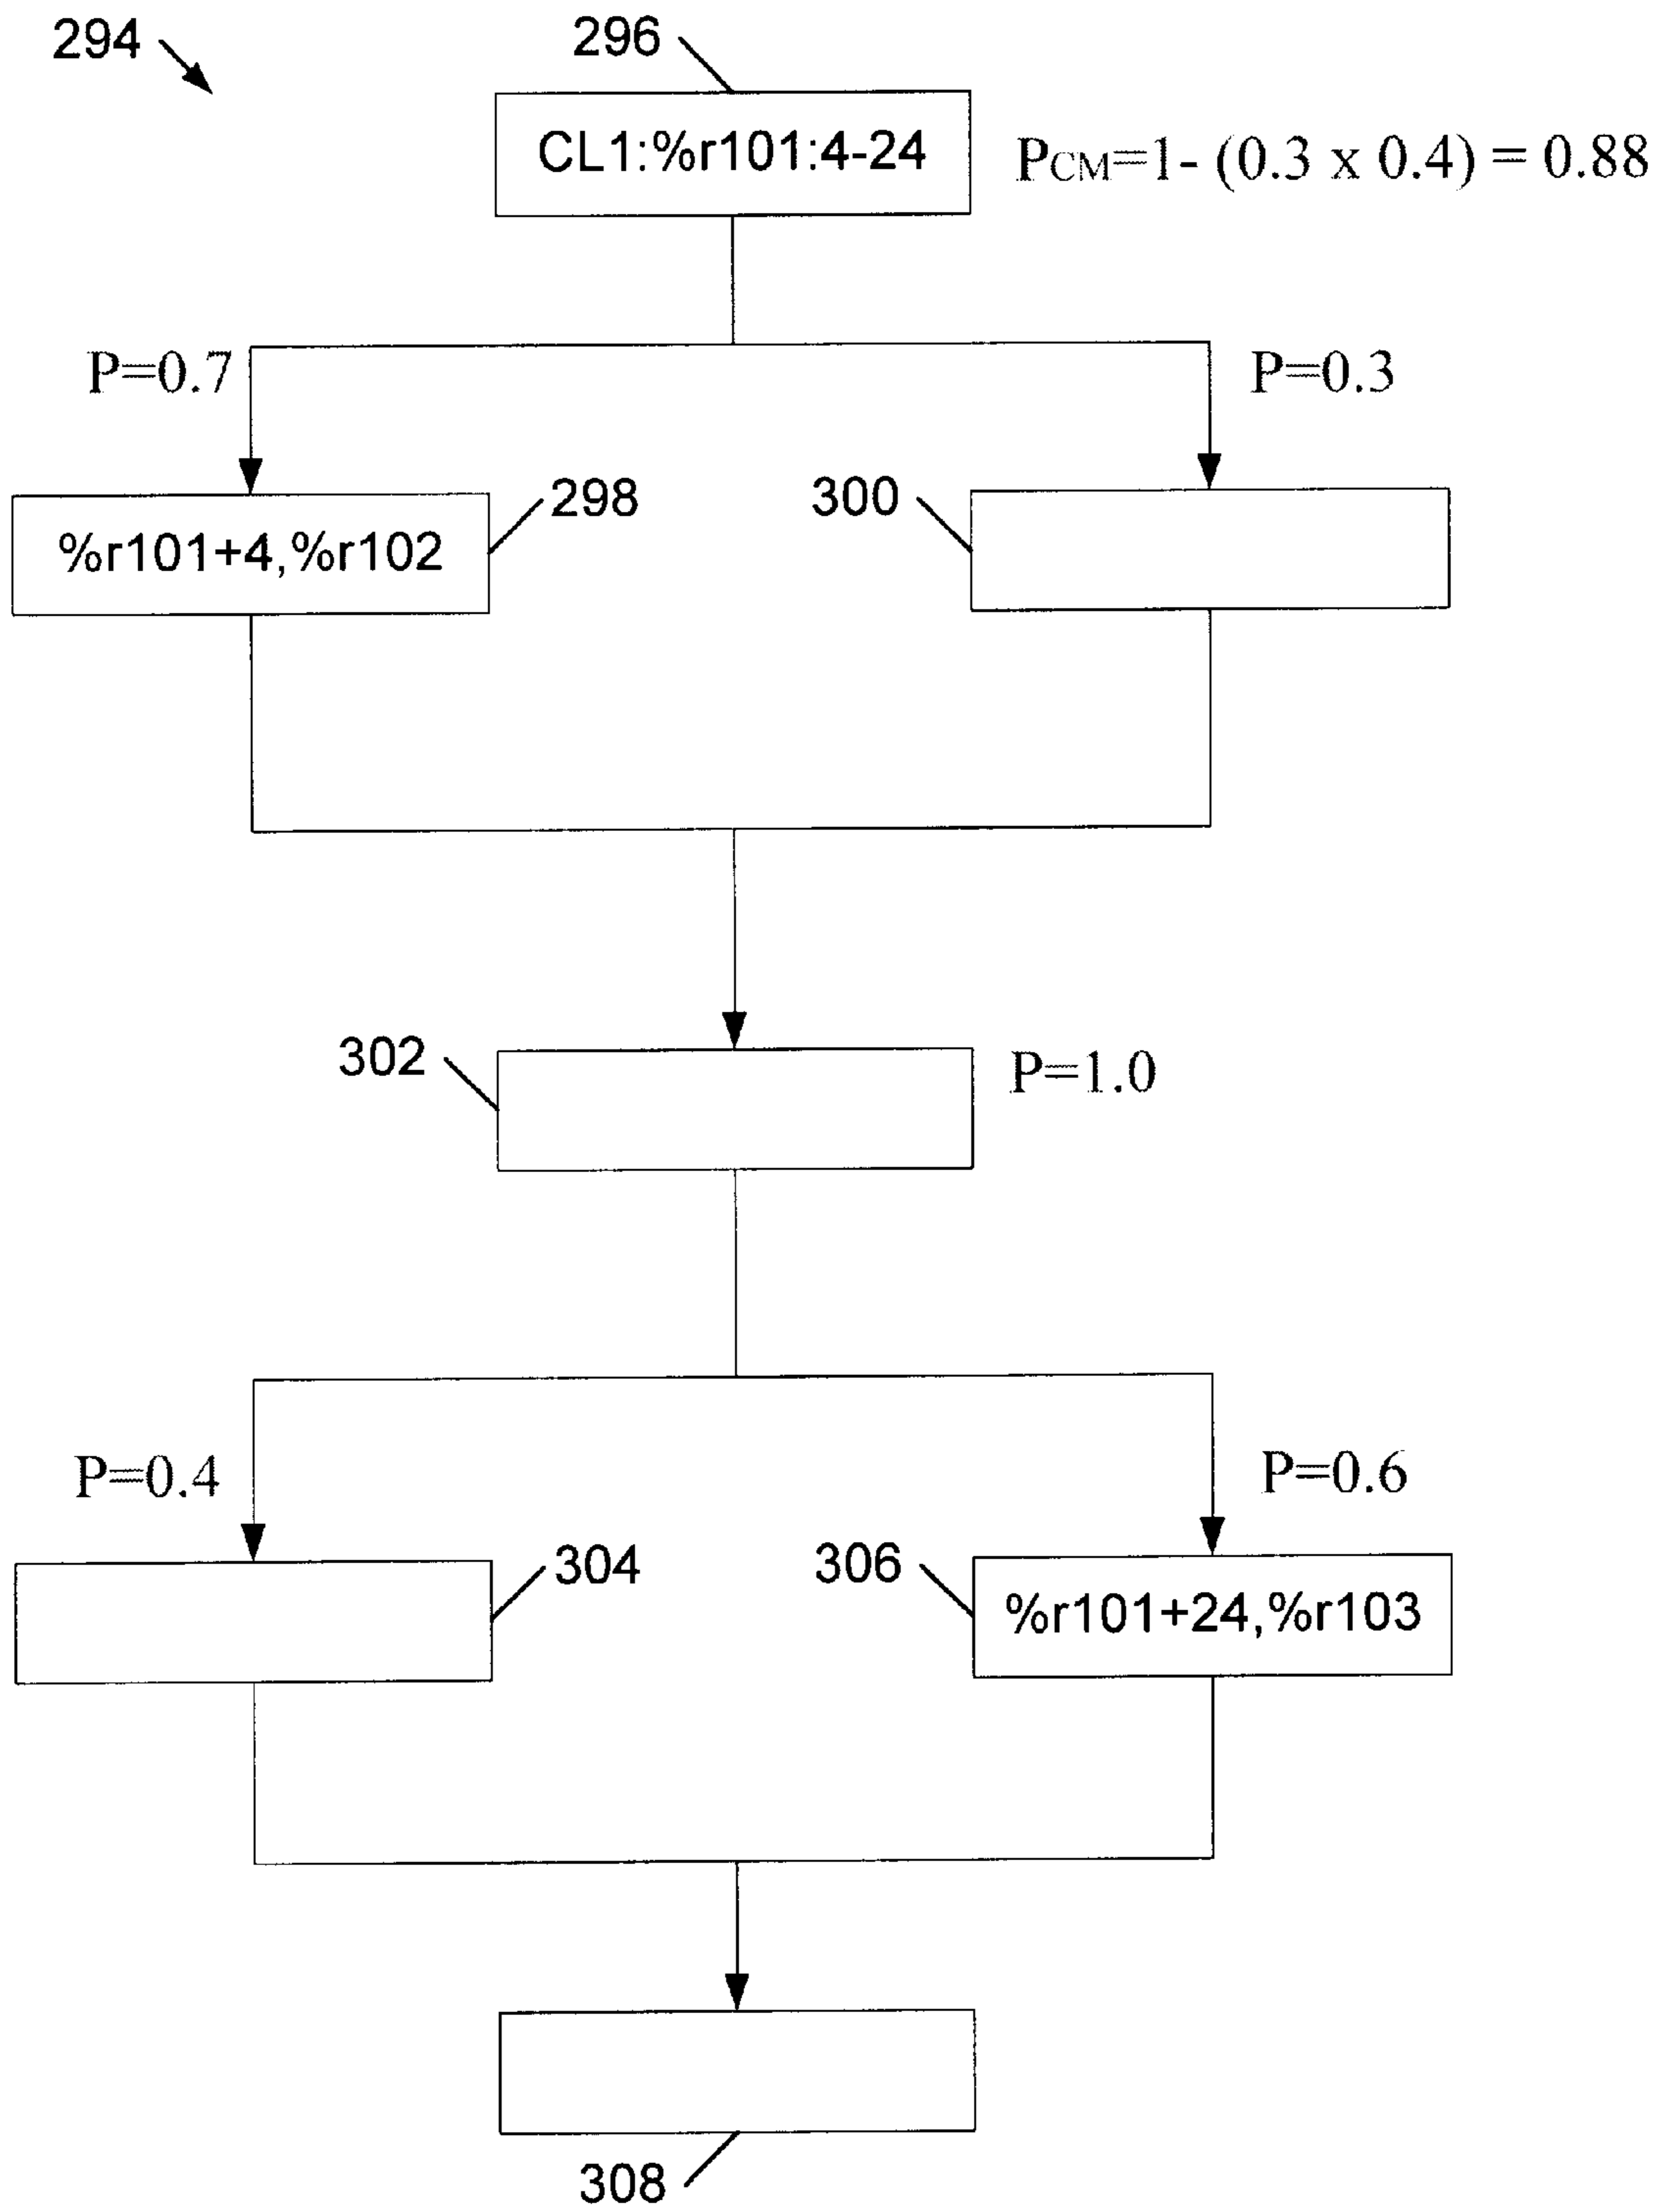 294
296
CL1:%r101:4-24
PCM=1- (0.3 x 0.4) = 0.88
P=0.7
P=0.3
298
300
%r101+4,%r102
302
P=1.0
P=0.4
P=0.6
304
306
%r101+24,%r103
308